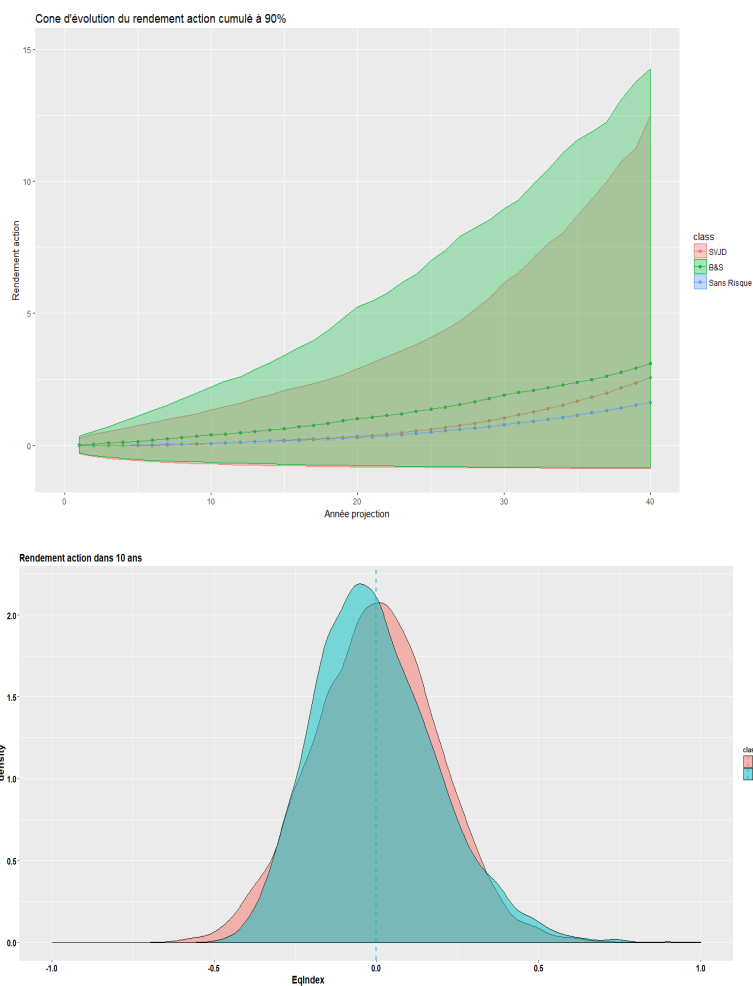 Cone d'évolution du rendement action cumulé à 90%
15
10
5
0
Rendement action
0
10
20
30
40
Année projection
class
SVJD
B&S
Sans Risque
Rendement action dans 10 ans
2.0
1.5
1.0
0.5
0.0
density
-1.0
-0.5
0.0
0.5
1.0
EqIndex
clas